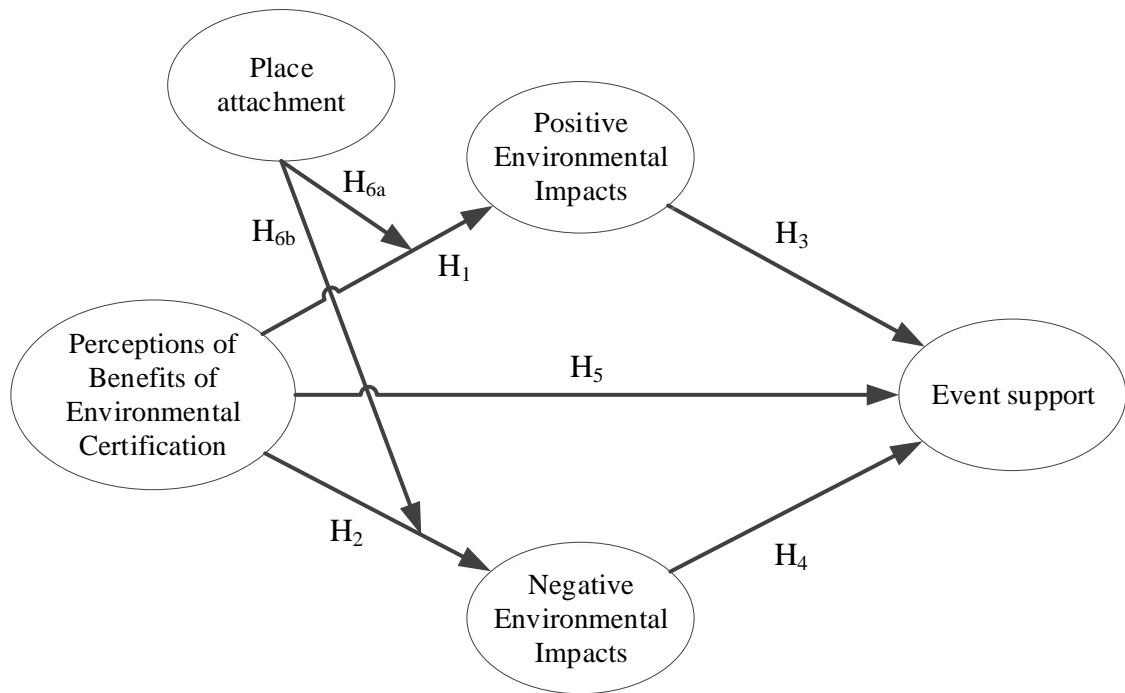 Place
attachment
Positive
Environmental
Impacts
H6a
H6b
H1
H3
Perceptions of
Benefits of
Environmental
Certification
H5
Event support
H2
H4
Negative
Environmental
Impacts